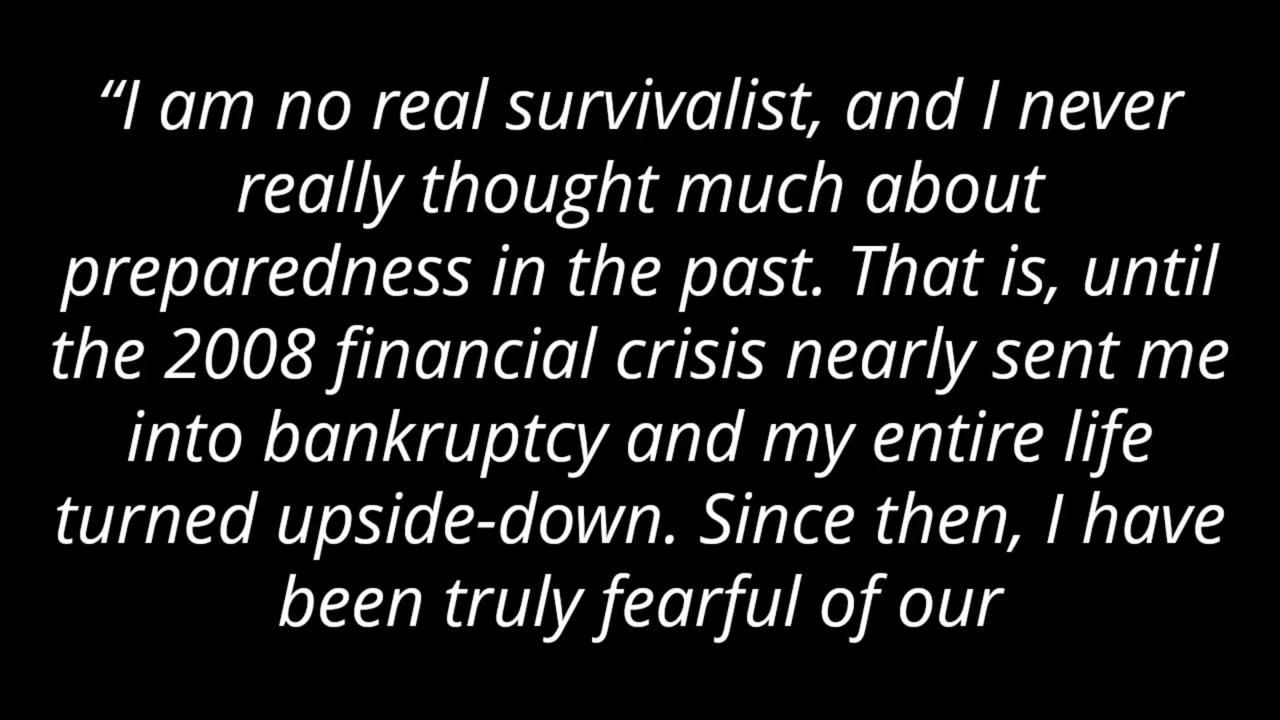 “I am no real survivalist, and I never
really thought much about
preparedness in the past. That is, until
the 2008 financial crisis nearly sent me
into bankruptcy and my entire life
turned upside-down. Since then, I have
been truly fearful of our